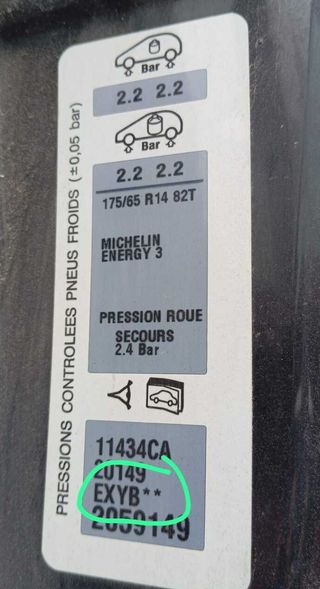 PRESSIONS CONTROLEES PNEUS FROIDS (±0,05 bar)
Bar
2.2 2.2
Bar
2.2 2.2
175/65 R14 82T
MICHELIN
ENERGY 3
PRESSION ROUE
SECOURS
2.4 Bar
11434CA
20149
EXYB**
2059149